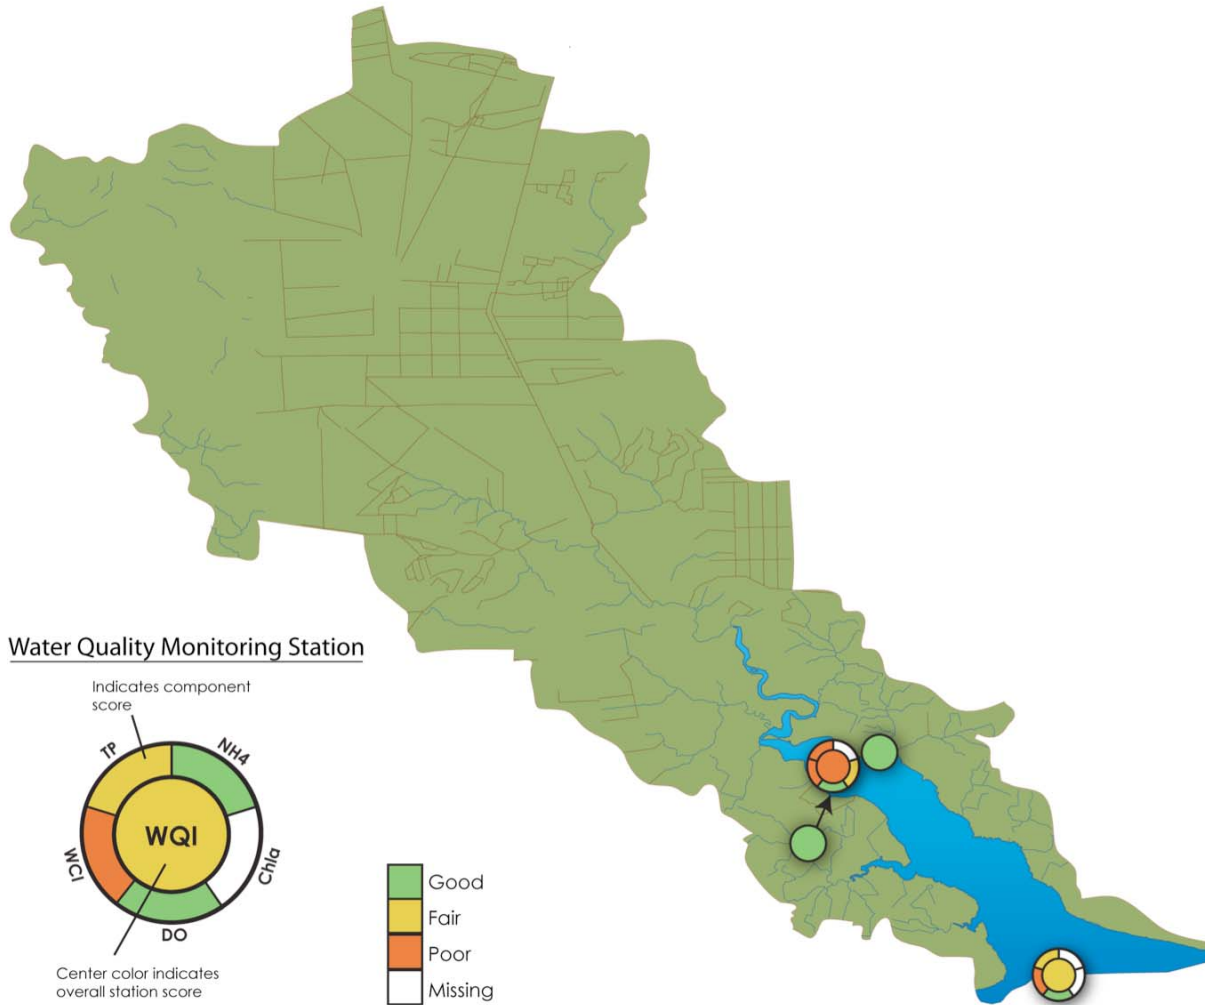 Water Quality Monitoring Station
Indicates component
score
TP
NH4
WQI
WCI
Chla
DO
Center color indicates
overall station score
Good
Fair
Poor
Missing